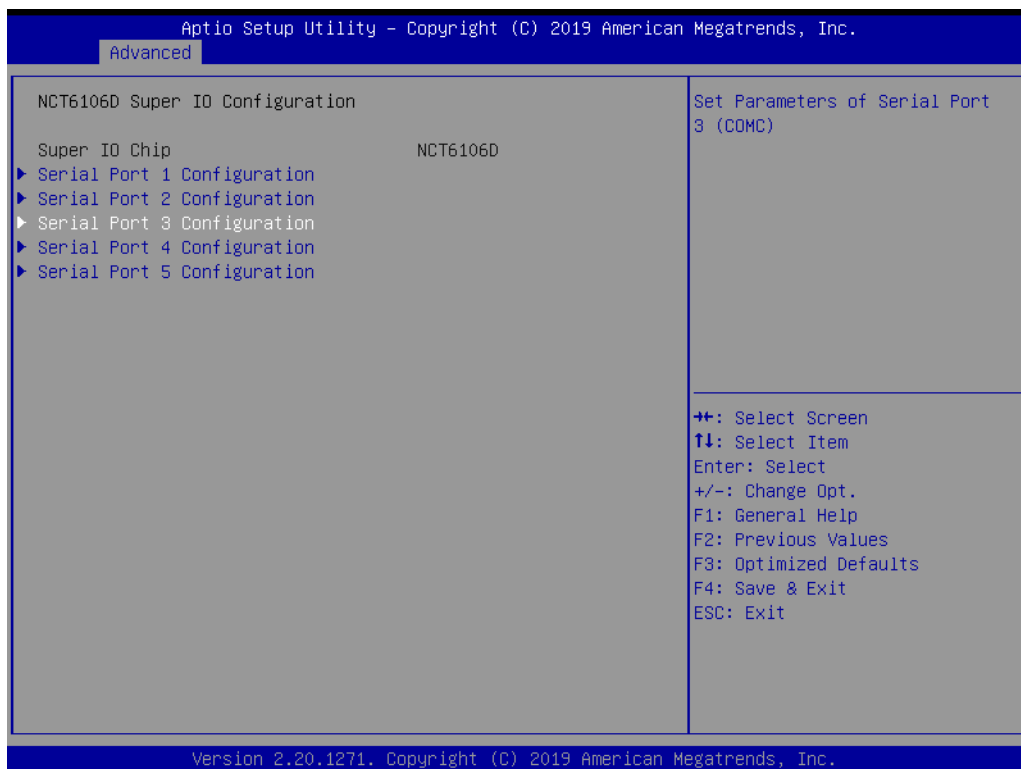 Aptio Setup Utility – Copyright (C) 2019 American Megatrends, Inc.
Advanced
NCT6106D Super IO Configuration
Super IO Chip NCT6106D
▶ Serial Port 1 Configuration
▶ Serial Port 2 Configuration
▶ Serial Port 3 Configuration
▶ Serial Port 4 Configuration
▶ Serial Port 5 Configuration
Set Parameters of Serial Port
3 (COMC)
→←: Select Screen
↑↓: Select Item
Enter: Select
+/-: Change Opt.
F1: General Help
F2: Previous Values
F3: Optimized Defaults
F4: Save & Exit
ESC: Exit
Version 2.20.1271. Copyright (C) 2019 American Megatrends, Inc.